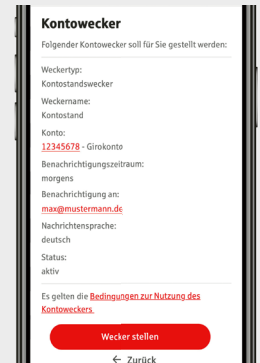 Kontowecker
Folgender Kontowecker soll für Sie gestellt werden:
Weckertyp:
Kontostandswecker
Weckername:
Kontostand
Konto:
12345678 - Girokonto
Benachrichtigungszeitraum:
morgens
Benachrichtigung an:
max@mustermann.de
Nachrichtensprache:
deutsch
Status:
aktiv
Es gelten die Bedingungen zur Nutzung des
Kontoweckers
Wecker stellen
← Zurück